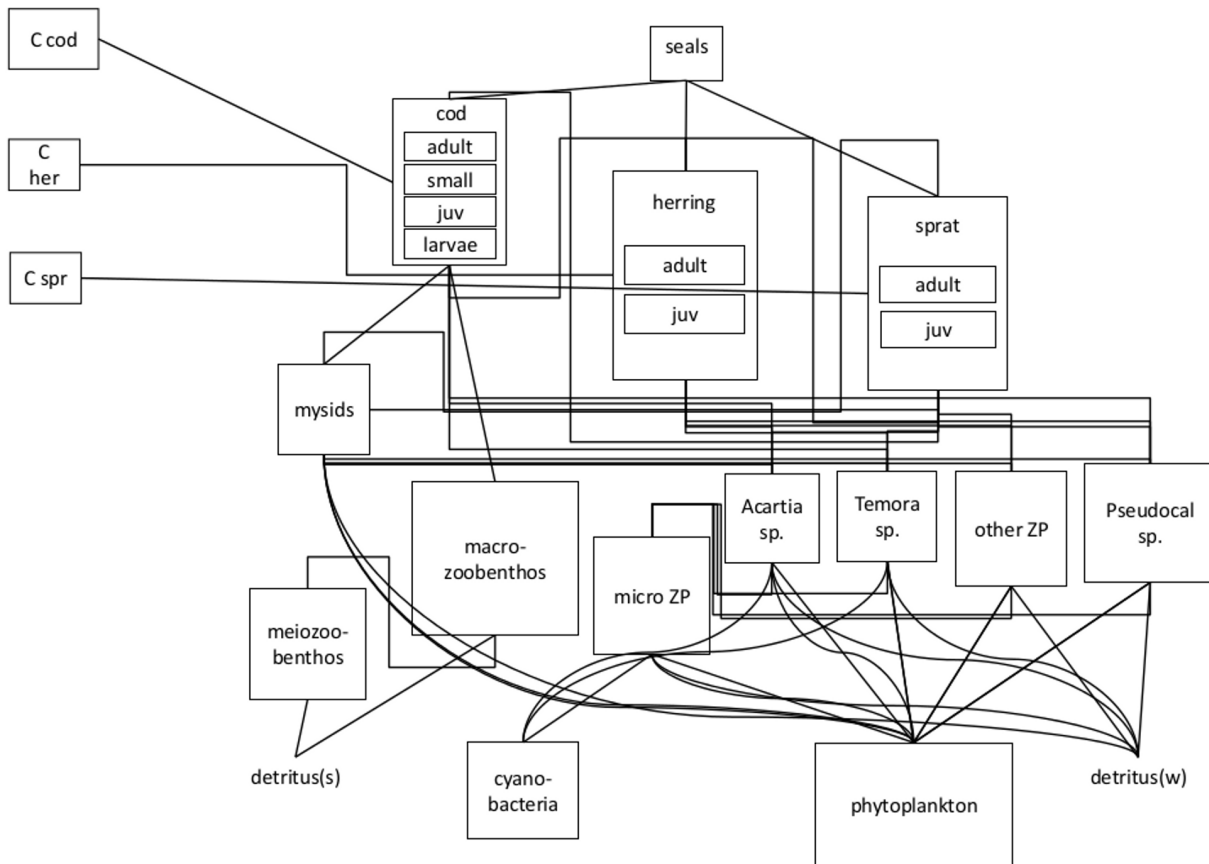 C cod
seals
cod
adult
small
juv
larvae
C
her
herring
adult
juv
sprat
adult
juv
C spr
mysids
macro-
zoobenthos
Acartia
sp.
Temora
sp.
other ZP
Pseudocal
sp.
micro ZP
meiozoo-
benthos
detritus(s)
cyano-
bacteria
phytoplankton
detritus(w)